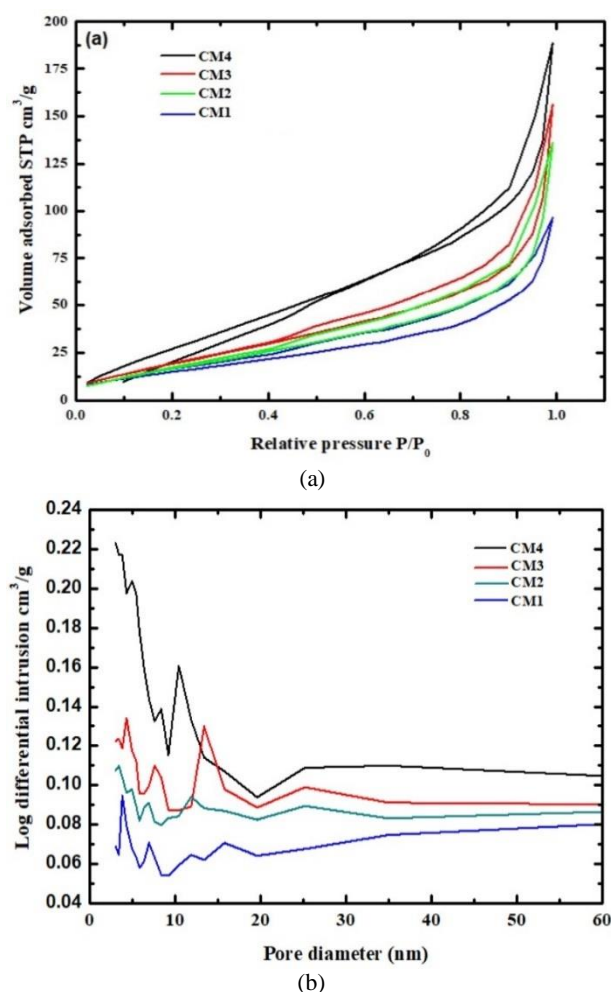 (a)
CM4
CM3
CM2
CM1
Volume adsorbed STP cm³/g
200
175
150
125
100
75
50
25
0
0.0 0.2 0.4 0.6 0.8 1.0
Relative pressure P/P₀
(a)
CM4
CM3
CM2
CM1
Log differential intrusion cm³/g
0.24
0.22
0.20
0.18
0.16
0.14
0.12
0.10
0.08
0.06
0.04
0 10 20 30 40 50 60
Pore diameter (nm)
(b)